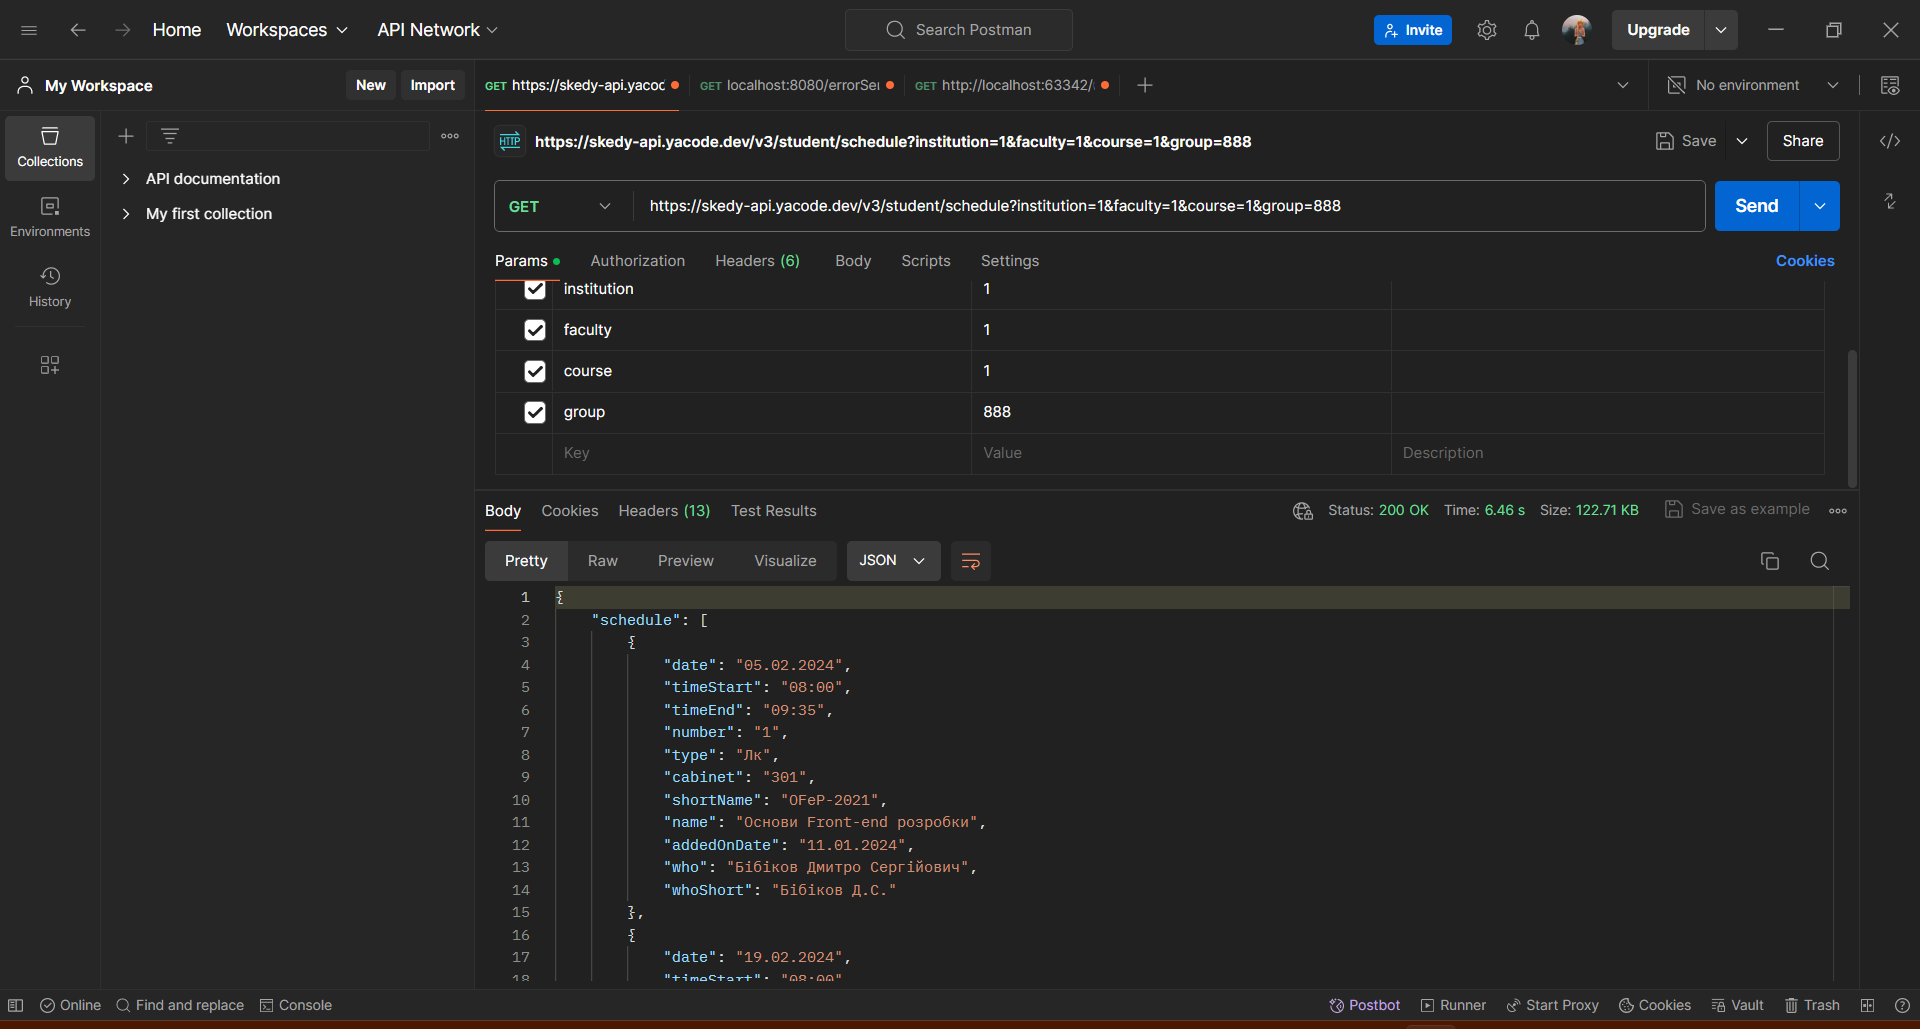 Home Workspaces API Network Search Postman Invite Upgrade
My Workspace New Import GET https://skedy-api.yacod GET localhost:8080/errorSei GET http://localhost:63342/ No environment
Collections
Environments
History
API documentation
My first collection
HTTP https://skedy-api.yacode.dev/v3/student/schedule?institution=1&faculty=1&course=1&group=888 Save Share
GET https://skedy-api.yacode.dev/v3/student/schedule?institution=1&faculty=1&course=1&group=888 Send
Params Authorization Headers (6) Body Scripts Settings Cookies
institution 1
faculty 1
course 1
group 888
Key Value Description
Body Cookies Headers (13) Test Results Status: 200 OK Time: 6.46 s Size: 122.71 KB Save as example
Pretty Raw Preview Visualize JSON
1 {
2 "schedule": [
3 {
4 "date": "05.02.2024",
5 "timeStart": "08:00",
6 "timeEnd": "09:35",
7 "number": "1",
8 "type": "Лк",
9 "cabinet": "301",
10 "shortName": "OFeP-2021",
11 "name": "Основи Front-end розробки",
12 "addedOnDate": "11.01.2024",
13 "who": "Бібіков Дмитро Сергійович",
14 "whoShort": "Бібіков Д.С."
15 },
16 {
17 "date": "19.02.2024",
18 "timeStart": "08:00"
Online Find and replace Console Postbot Runner Start Proxy Cookies Vault Trash